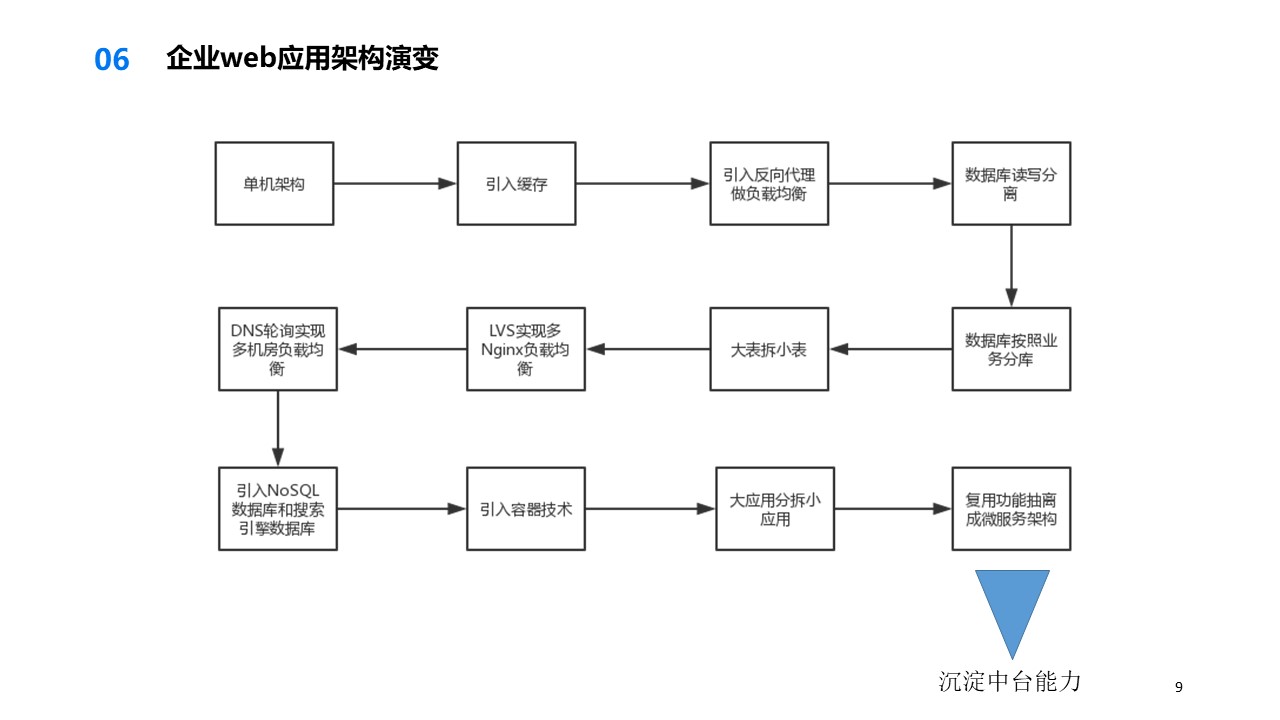 06 企业web应用架构演变
单机架构
引入缓存
引入反向代理
做负载均衡
数据库读写分
离
数据库按照业
务分库
大表拆小表
LVS实现多
Nginx负载均
衡
DNS轮询实现
多机房负载均
衡
引入NoSQL
数据库和搜索
引擎数据库
引入容器技术
大应用分拆小
应用
复用功能抽离
成微服务架构
沉淀中台能力
9